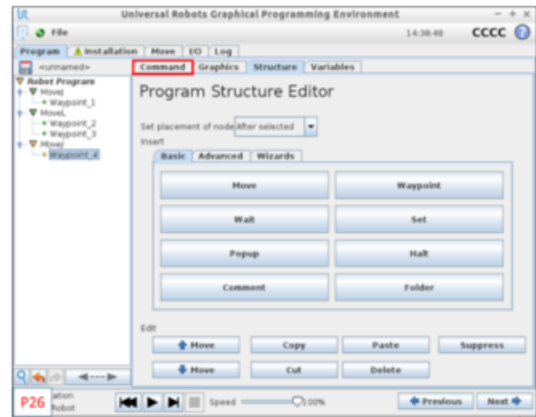 Universal Robots Graphical Programming Environment
File
14:38:48
CCCC
Program Installation Move I/O Log
<unnamed>
Command Graphics Structure Variables
Robot Program
MoveJ
Waypoint_1
MoveL
Waypoint_2
Waypoint_3
MoveJ
Waypoint_4
Program Structure Editor
Set placement of node After selected
Insert
Basic Advanced Wizards
Move Waypoint
Wait Set
Popup Halt
Comment Folder
Edit
Move Copy Paste Suppress
Move Cut Delete
P26
ation
Robot
Speed 100%
Previous Next